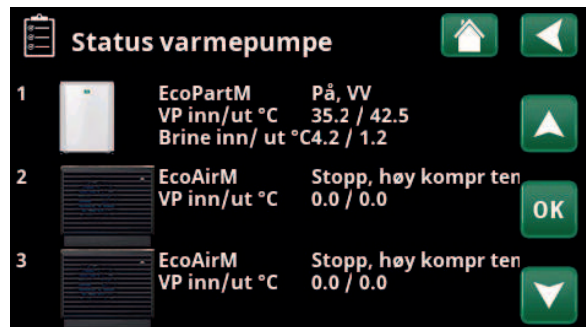 Status varmepumpe
1 EcoPartM På, VV
VP inn/ut °C 35.2 / 42.5
Brine inn/ ut °C4.2 / 1.2
2 EcoAirM Stopp, høy kompr ten
VP inn/ut °C 0.0 / 0.0
OK
3 EcoAirM Stopp, høy kompr ten
VP inn/ut °C 0.0 / 0.0